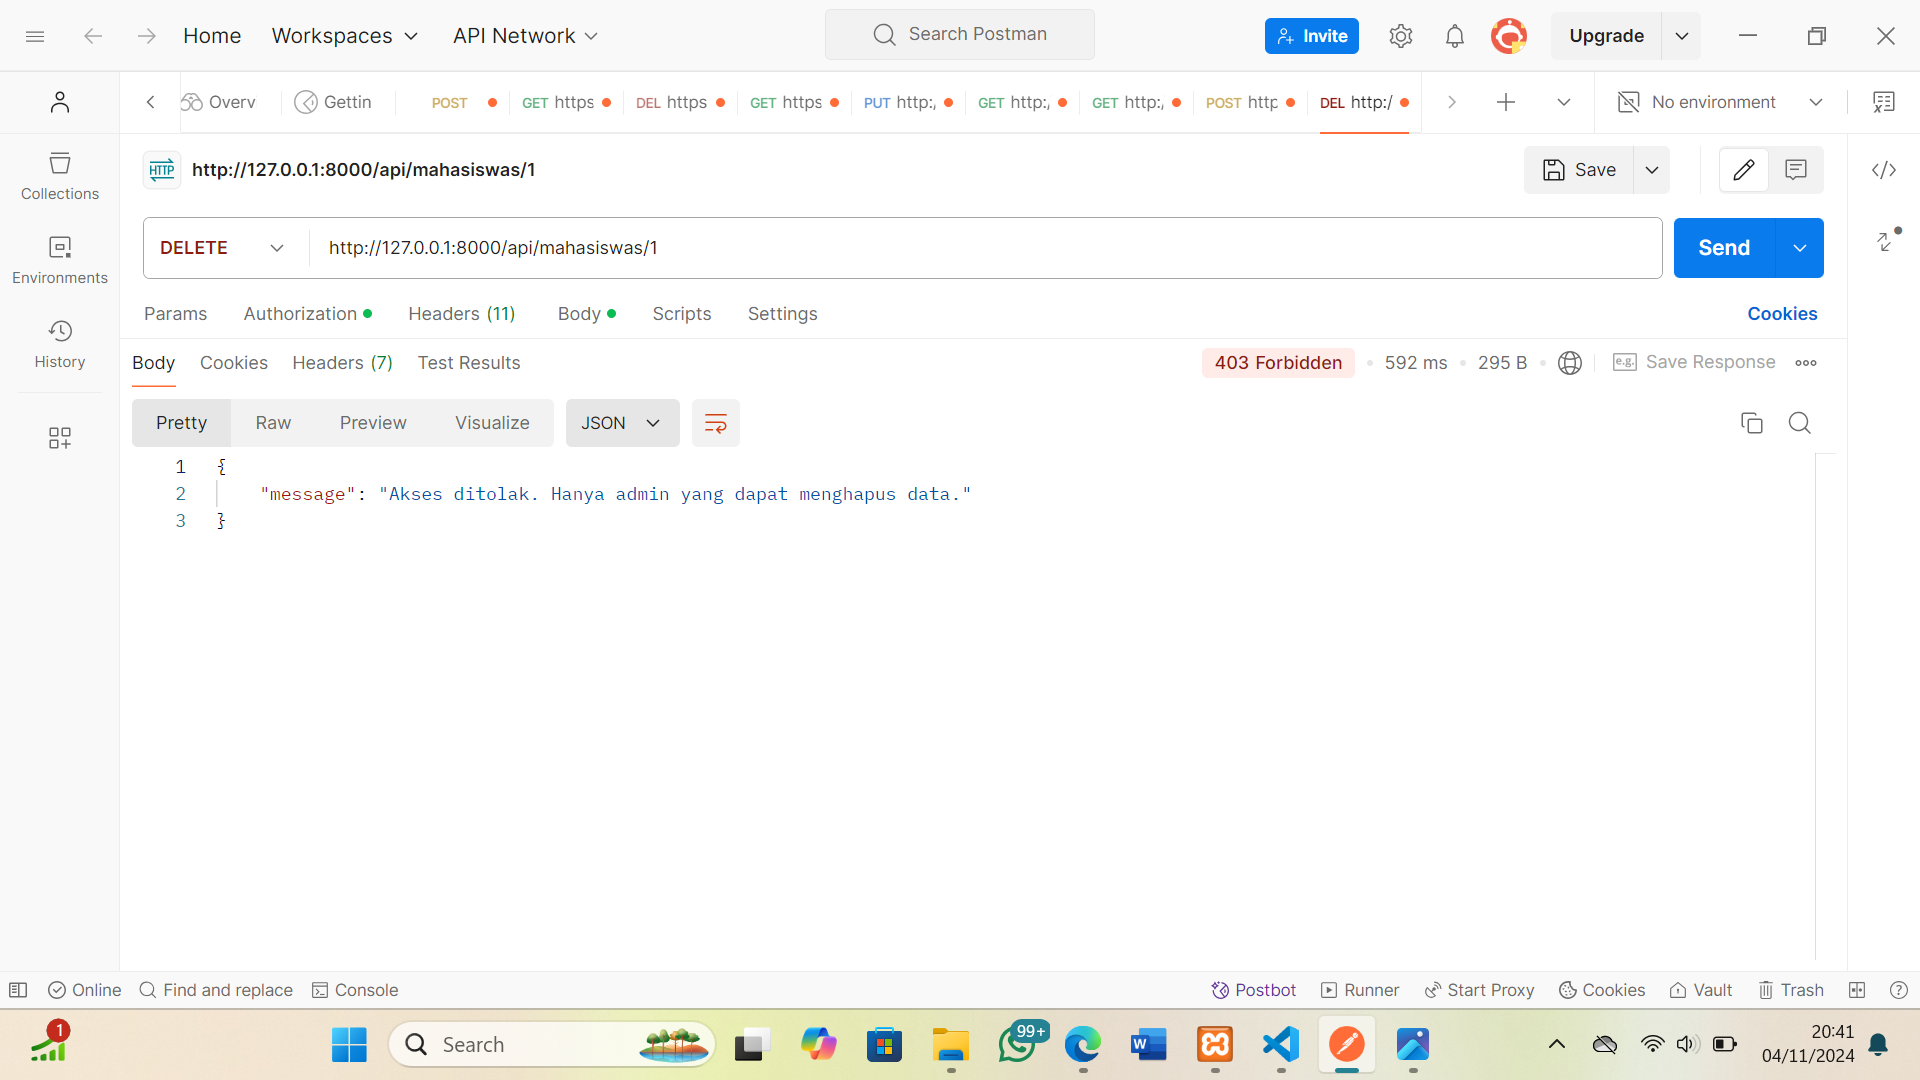 Home Workspaces API Network Search Postman Invite Upgrade
Overv Gettin POST GET https DEL https GET https PUT http:/ GET http:/ GET http:/ POST http DEL http:/ No environment
HTTP http://127.0.0.1:8000/api/mahasiswas/1 Save
Collections
DELETE http://127.0.0.1:8000/api/mahasiswas/1 Send
Environments
Params Authorization Headers (11) Body Scripts Settings Cookies
History
Body Cookies Headers (7) Test Results 403 Forbidden 592 ms 295 B e.g. Save Response
Pretty Raw Preview Visualize JSON
1 {
2 "message": "Akses ditolak. Hanya admin yang dapat menghapus data."
3 }
Online Find and replace Console Postbot Runner Start Proxy Cookies Vault Trash
1 Search 99+ W 20:41
04/11/2024